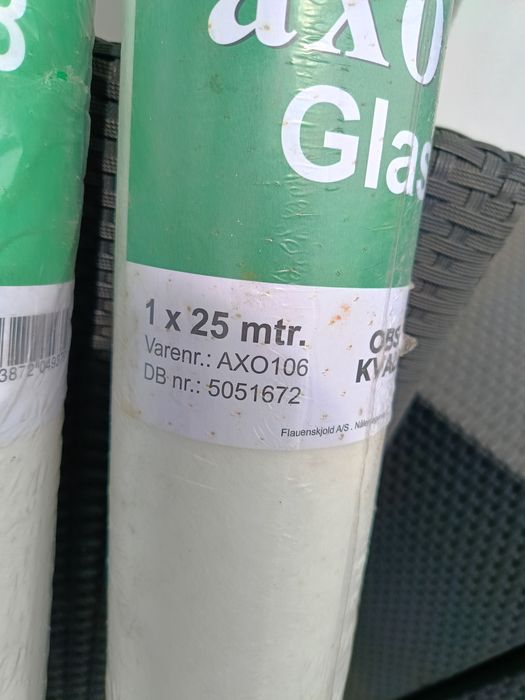 axo
Glas
1 x 25 mtr.
Varenr.: AXO106
DB nr.: 5051672
OBS
Flauenskjold A/S .